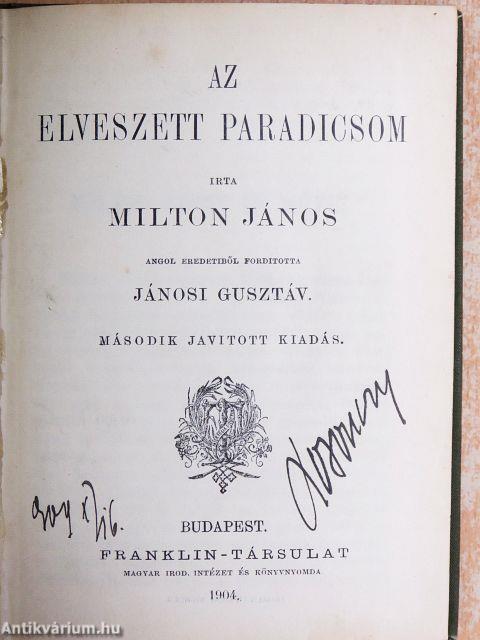 AZ
ELVESZETT PARADICSOM
IRTA
MILTON JÁNOS
ANGOL EREDETIBŐL FORDITOTTA
JÁNOSI GUSZTÁV.
MÁSODIK JAVITOTT KIADÁS.
BUDAPEST.
FRANKLIN-TÁRSULAT
MAGYAR IROD. INTÉZET ÉS KÖNYVNYOMDA
1904.
Antikvárium.hu